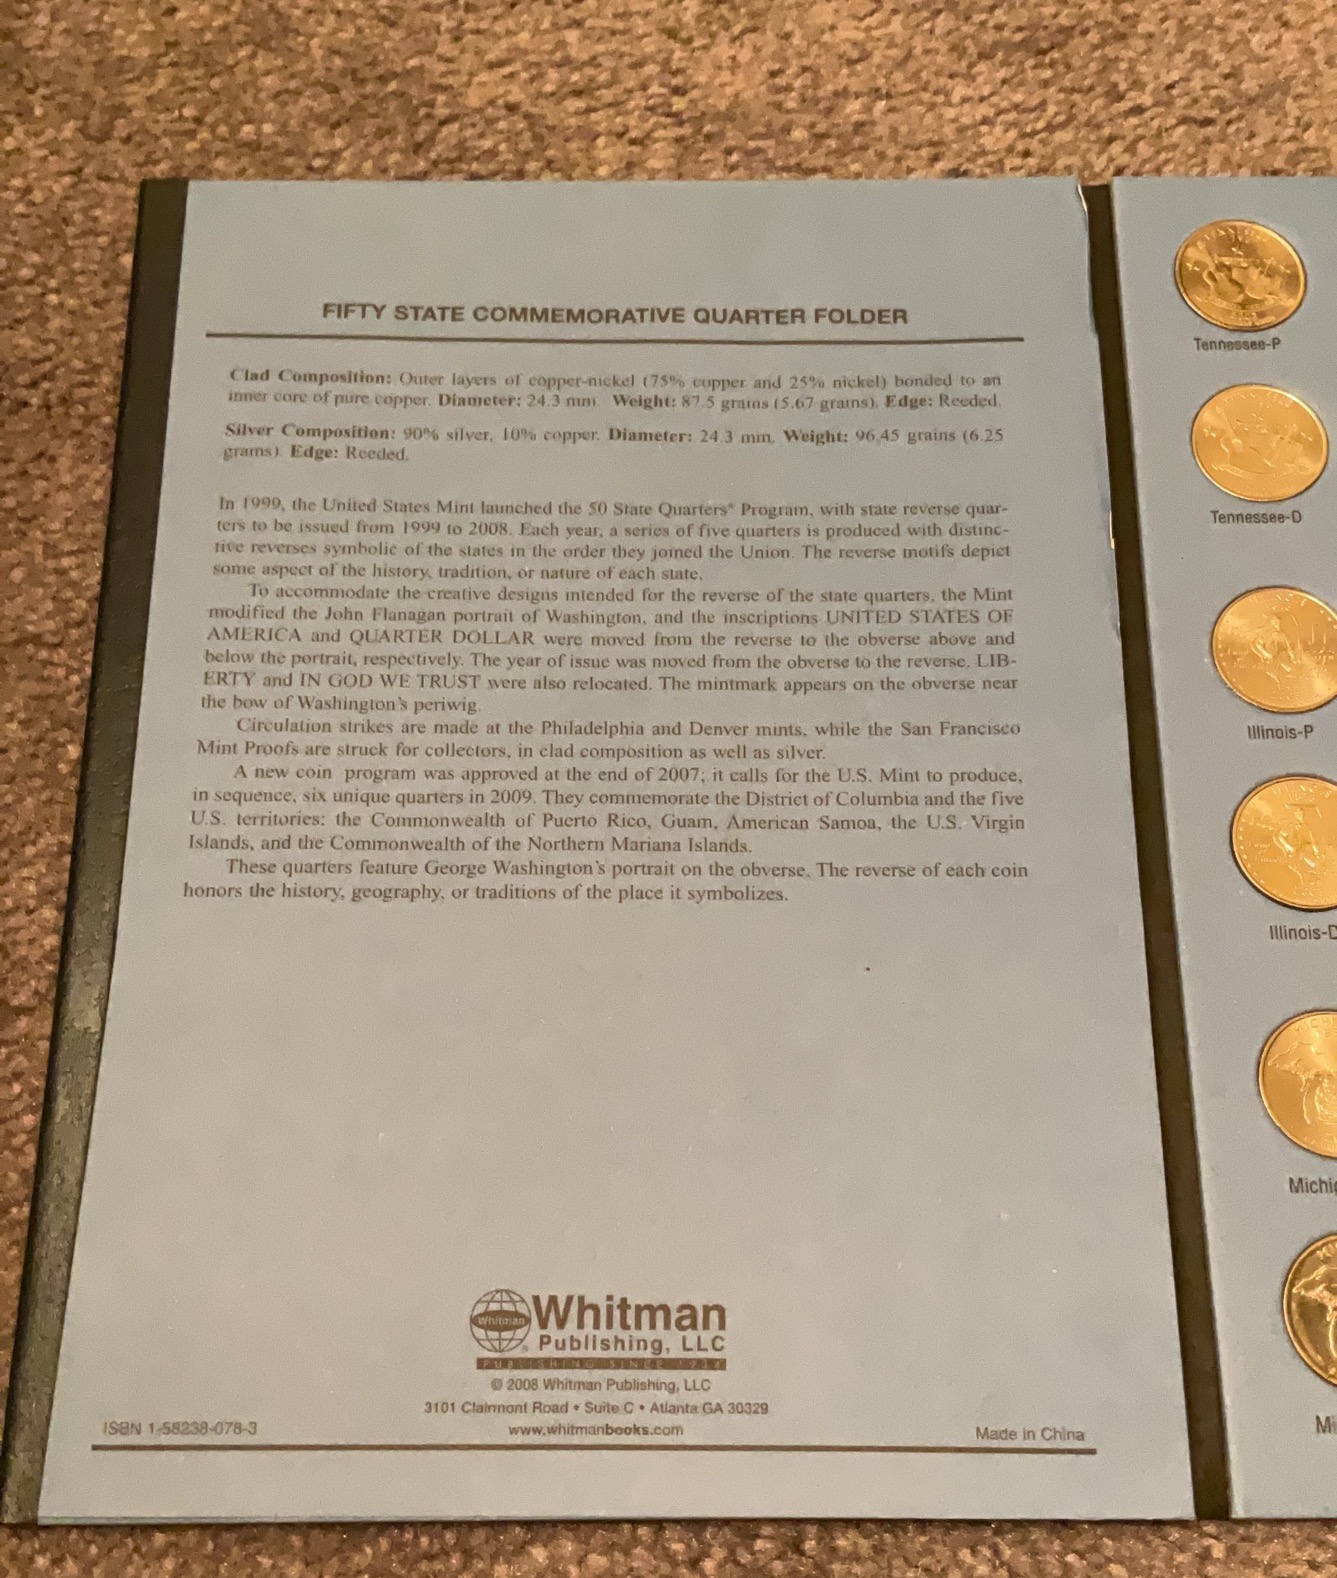 FIFTY STATE COMMEMORATIVE QUARTER FOLDER
Clad Composition: Outer layers of copper-nickel (75% copper and 25% nickel) bonded to an
inner core of pure copper. Diameter: 24.3 mm. Weight: 87.5 grains (5.67 grams). Edge: Reeded.
Silver Composition: 90% silver, 10% copper. Diameter: 24.3 mm. Weight: 96.45 grains (6.25
grams). Edge: Reeded.
In 1999, the United States Mint launched the 50 State Quarters® Program, with state reverse quar-
ters to be issued from 1999 to 2008. Each year, a series of five quarters is produced with distinc-
tive reverses symbolic of the states in the order they joined the Union. The reverse motifs depict
some aspect of the history, tradition, or nature of each state.
To accommodate the creative designs intended for the reverse of the state quarters, the Mint
modified the John Flanagan portrait of Washington, and the inscriptions UNITED STATES OF
AMERICA and QUARTER DOLLAR were moved from the reverse to the obverse above and
below the portrait, respectively. The year of issue was moved from the obverse to the reverse. LIB-
ERTY and IN GOD WE TRUST were also relocated. The mintmark appears on the obverse near
the bow of Washington's periwig.
Circulation strikes are made at the Philadelphia and Denver mints, while the San Francisco
Mint Proofs are struck for collectors, in clad composition as well as silver.
A new coin program was approved at the end of 2007; it calls for the U.S. Mint to produce,
in sequence, six unique quarters in 2009. They commemorate the District of Columbia and the five
U.S. territories: the Commonwealth of Puerto Rico, Guam, American Samoa, the U.S. Virgin
Islands, and the Commonwealth of the Northern Mariana Islands.
These quarters feature George Washington's portrait on the obverse. The reverse of each coin
honors the history, geography, or traditions of the place it symbolizes.
Whitman
Whitman
Publishing, LLC
PUBLISHING SINCE 1934
© 2008 Whitman Publishing, LLC
3101 Clairmont Road • Suite C • Atlanta GA 30329
www.whitmanbooks.com
ISBN 1-58238-078-3
Made in China
Tennessee-P
Tennessee-D
Illinois-P
Illinois-D
Michig
Mi